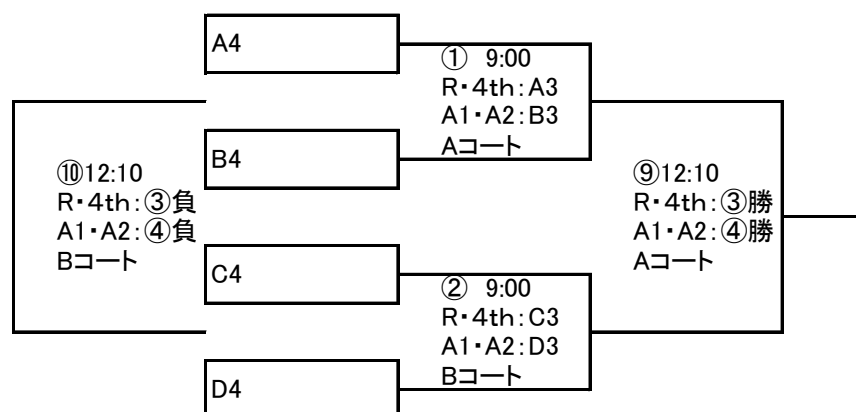 A4
① 9:00
R・4th:A3
A1・A2:B3
Aコート
B4
⑩12:10
R・4th:③負
A1・A2:④負
Bコート
⑨12:10
R・4th:③勝
A1・A2:④勝
Aコート
C4
② 9:00
R・4th:C3
A1・A2:D3
Bコート
D4